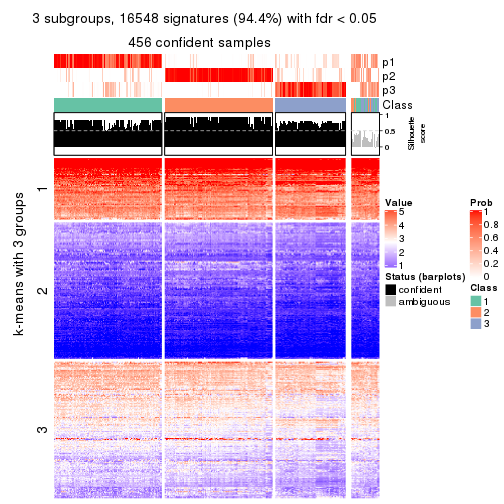 3 subgroups, 16548 signatures (94.4%) with fdr < 0.05
456 confident samples
p1
p2
p3
Class
1
0.5
0
Silhouette
score
k-means with 3 groups
1
2
3
Value
5
4
3
2
1
Status (barplots)
confident
ambiguous
Prob
1
0.8
0.6
0.4
0.2
0
Class
1
2
3